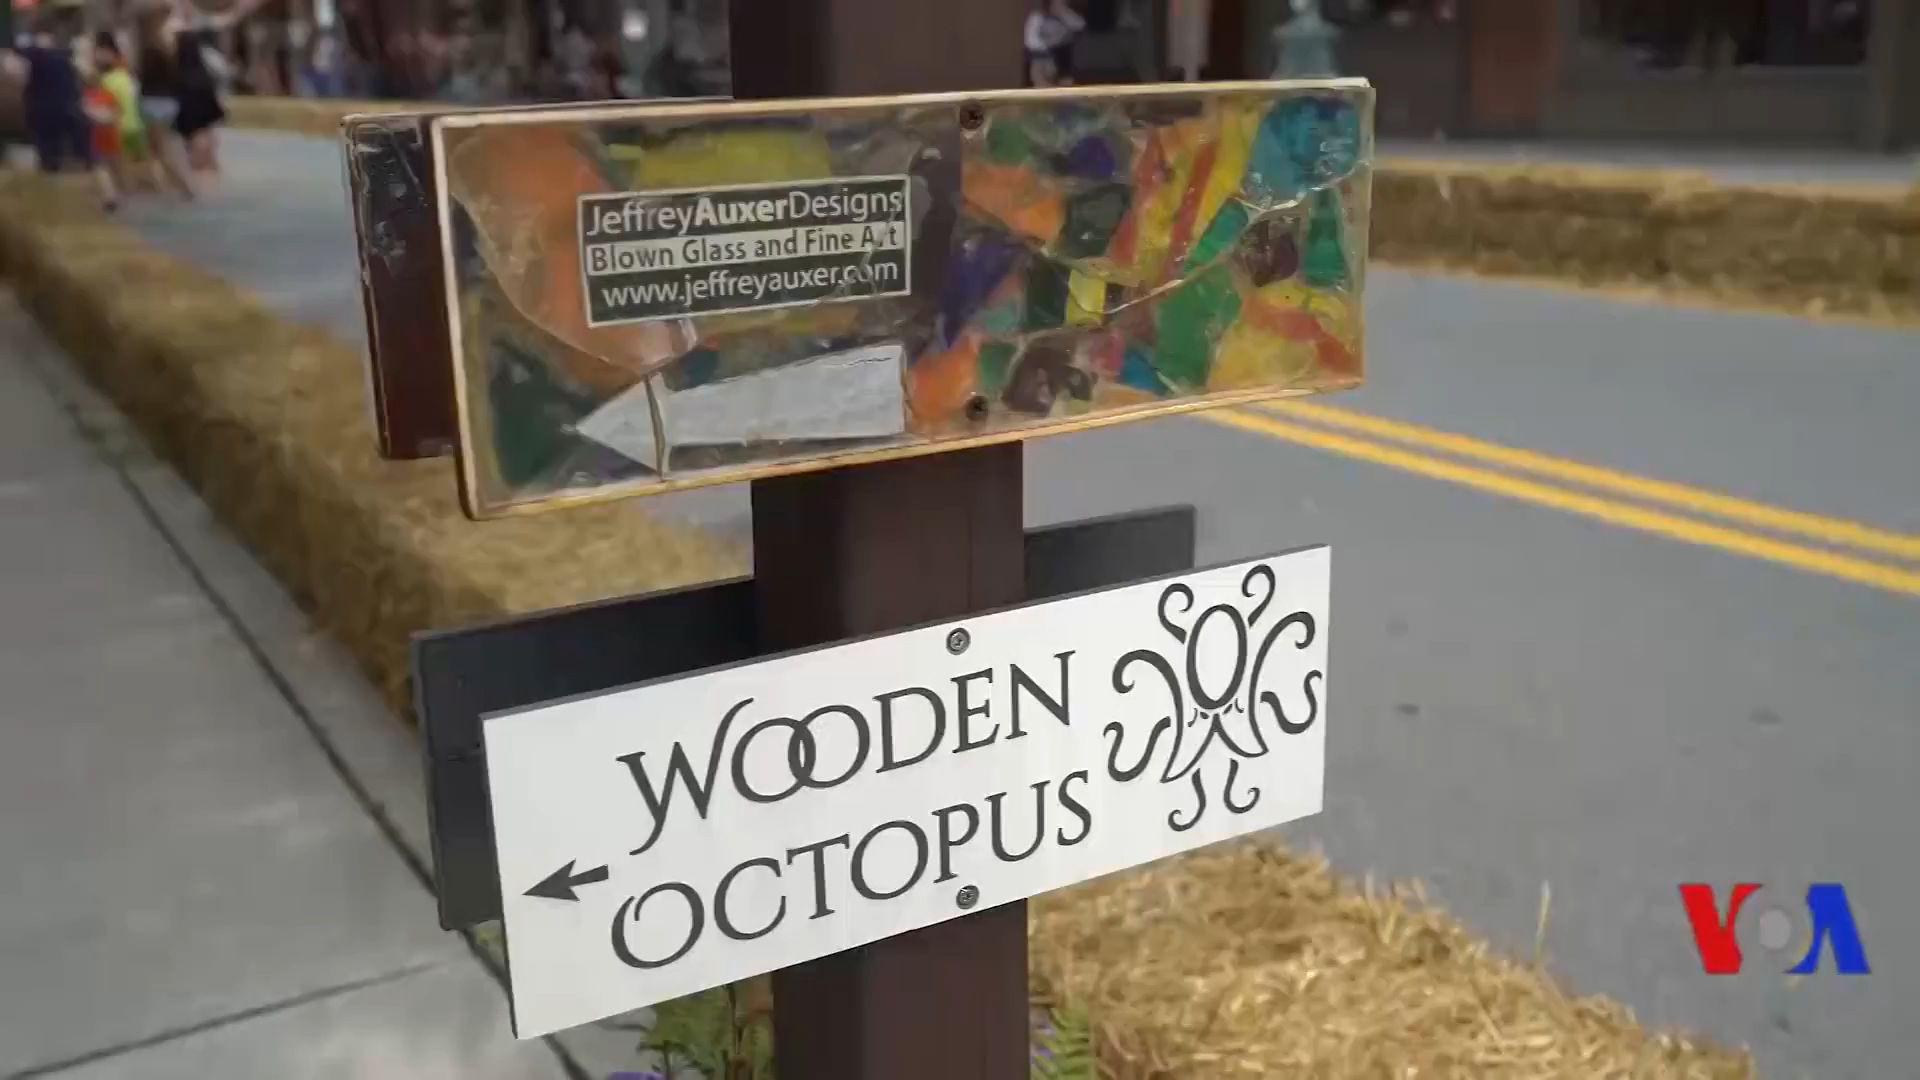 JeffreyAuxerDesigns
Blown Glass and Fine Art
www.jeffreyauxer.com
WOODEN
OCTOPUS
VOA